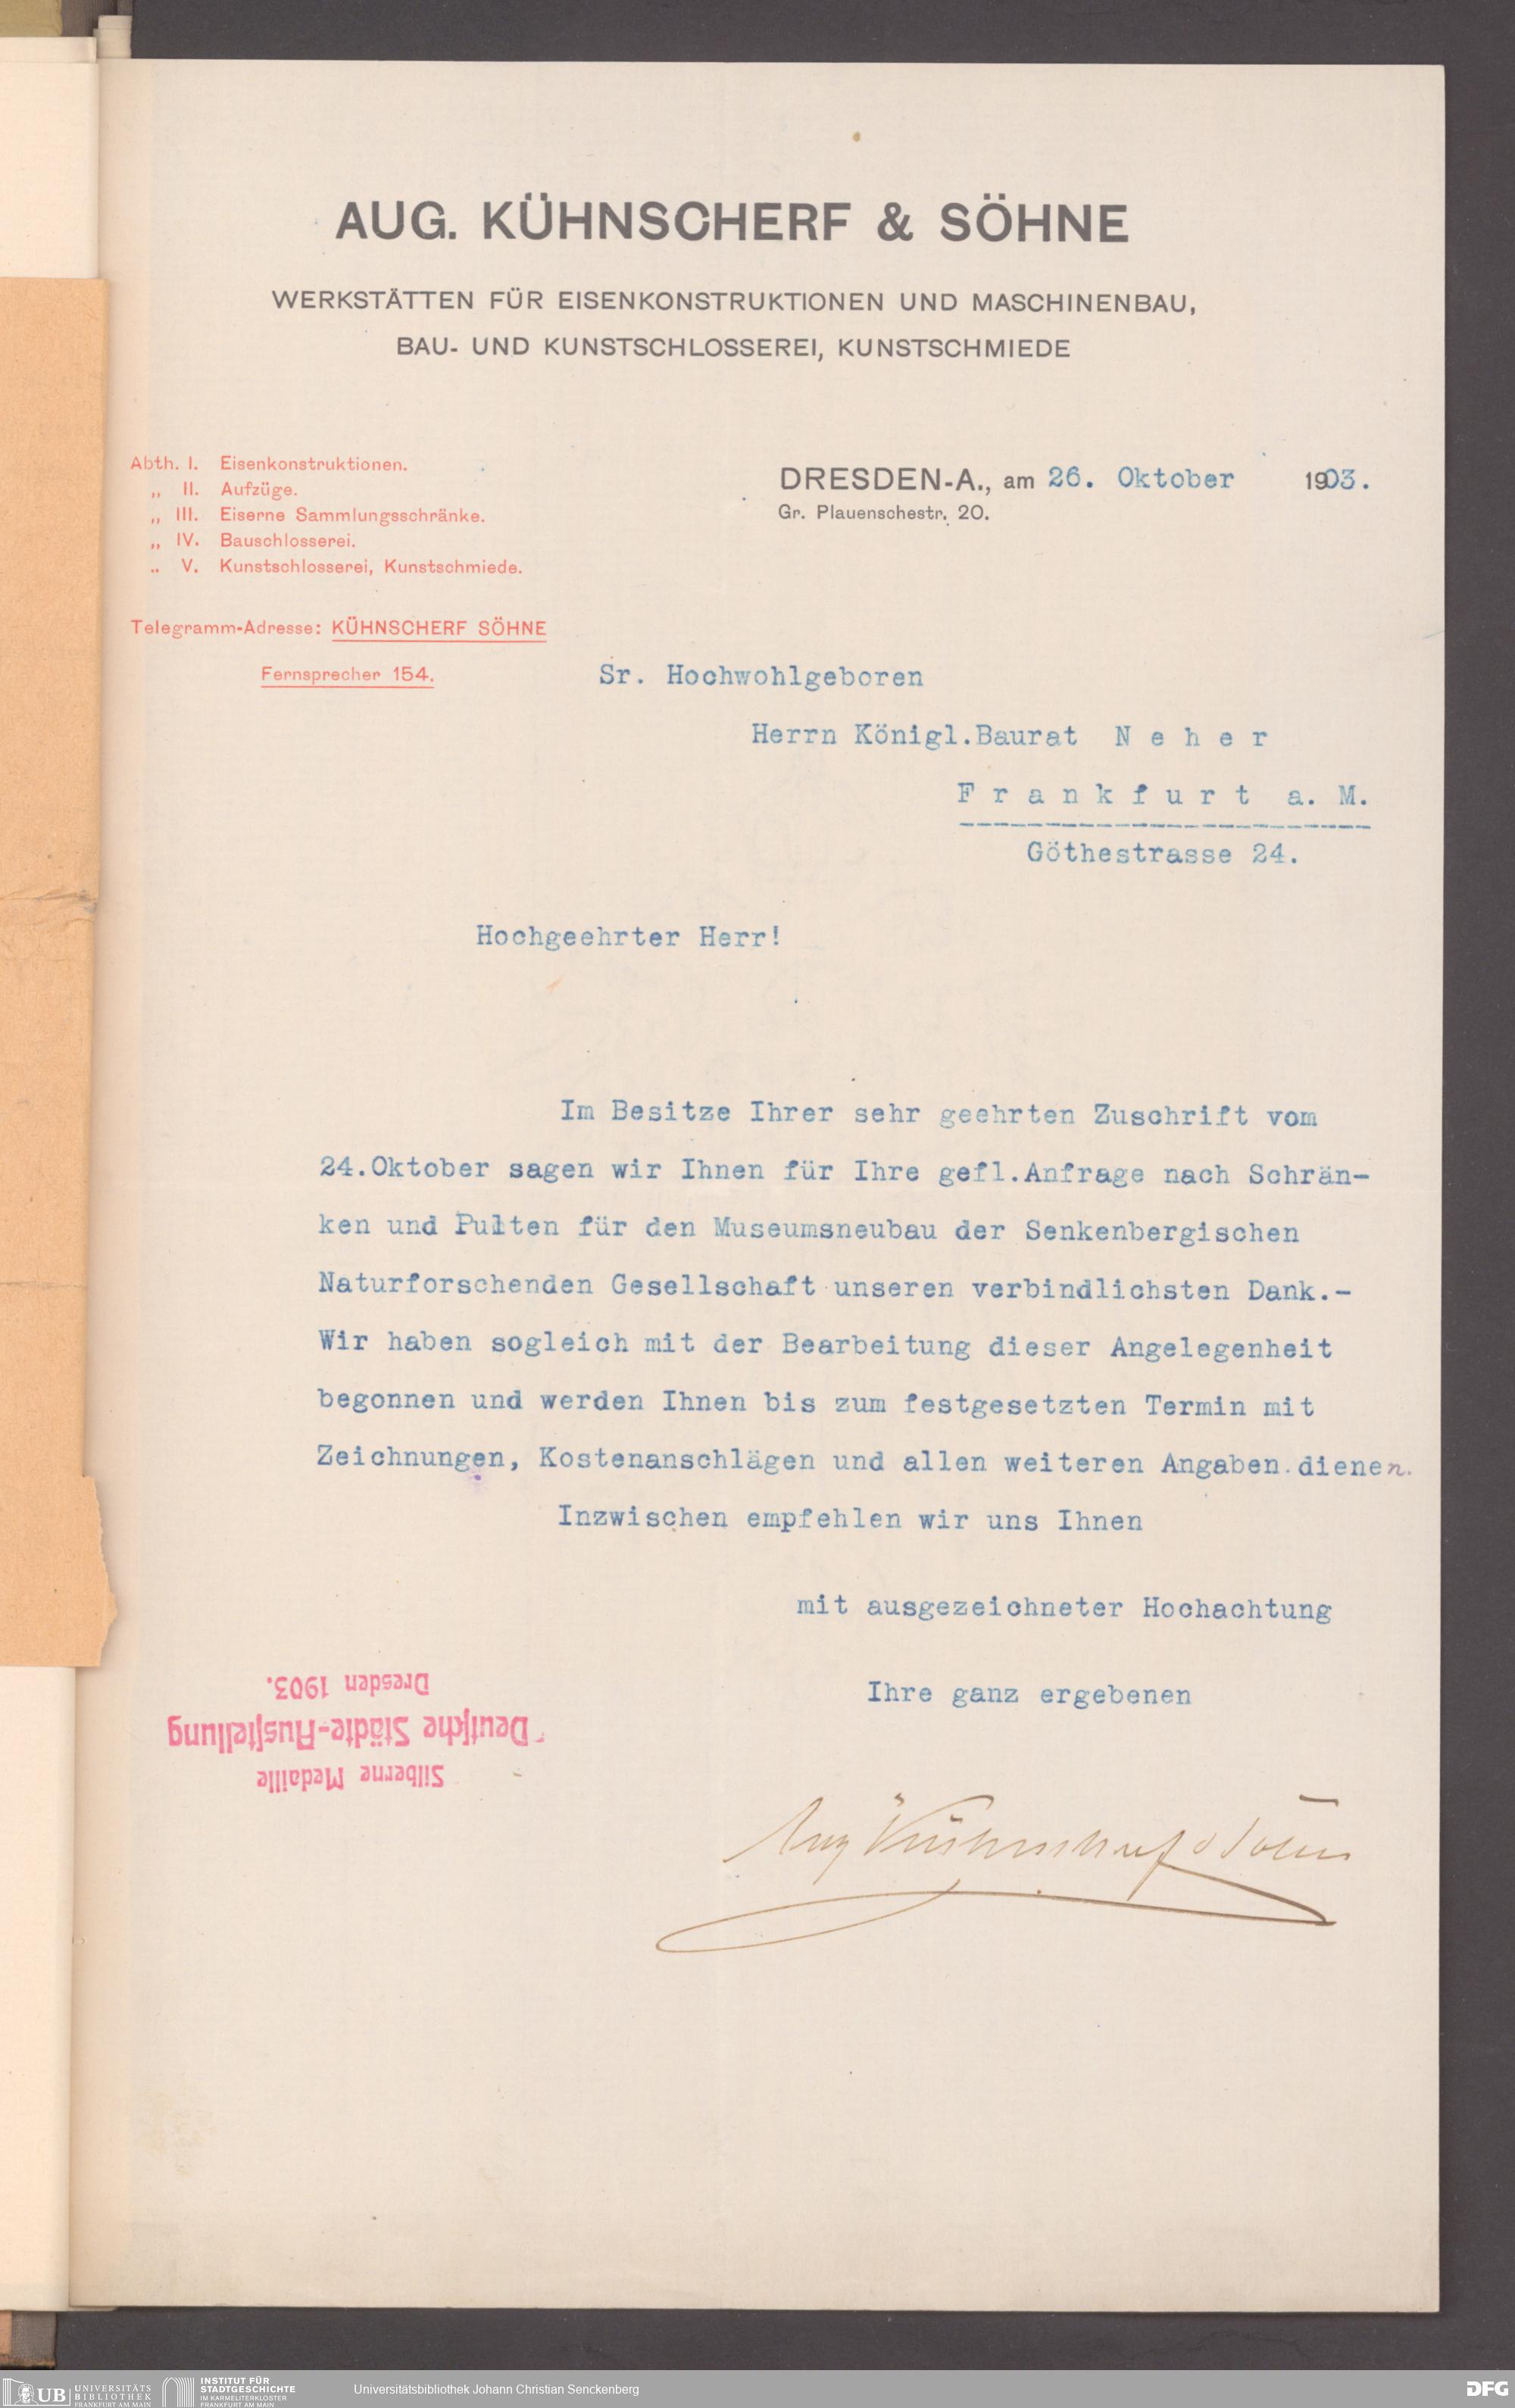 AUG. KÜHNSCHERF & SÖHNE
WERKSTÄTTEN FÜR EISENKONSTRUKTIONEN UND MASCHINENBAU,
BAU- UND KUNSTSCHLOSSEREI, KUNSTSCHMIEDE
Abth. I. Eisenkonstruktionen.
„ II. Aufzüge.
„ III. Eiserne Sammlungsschränke.
„ IV. Bauschlosserei.
„ V. Kunstschlosserei, Kunstschmiede.
Telegramm-Adresse: KÜHNSCHERF SÖHNE
Fernsprecher 154.
DRESDEN-A., am 26. Oktober 1903.
Gr. Plauenschestr. 20.
Sr. Hochwohlgeboren
Herrn Königl.Baurat N e h e r
F r a n k f u r t a. M.
Göthestrasse 24.
Hochgeehrter Herr!
Im Besitze Ihrer sehr geehrten Zuschrift vom
24.Oktober sagen wir Ihnen für Ihre gefl.Anfrage nach Schrän-
ken und Pulten für den Museumsneubau der Senkenbergischen
Naturforschenden Gesellschaft unseren verbindlichsten Dank.-
Wir haben sogleich mit der Bearbeitung dieser Angelegenheit
begonnen und werden Ihnen bis zum festgesetzten Termin mit
Zeichnungen, Kostenanschlägen und allen weiteren Angaben dienen.
Inzwischen empfehlen wir uns Ihnen
mit ausgezeichneter Hochachtung
Ihre ganz ergebenen
Silberne Medaille
Deutsche Städte-Ausstellung
Dresden 1903.
Aug Kühnscherf & Söhne
UB UNIVERSITÄTS
BIBLIOTHEK
FRANKFURT AM MAIN
INSTITUT FÜR
STADTGESCHICHTE
IM KARMELITERKLOSTER
FRANKFURT AM MAIN
Universitätsbibliothek Johann Christian Senckenberg
DFG